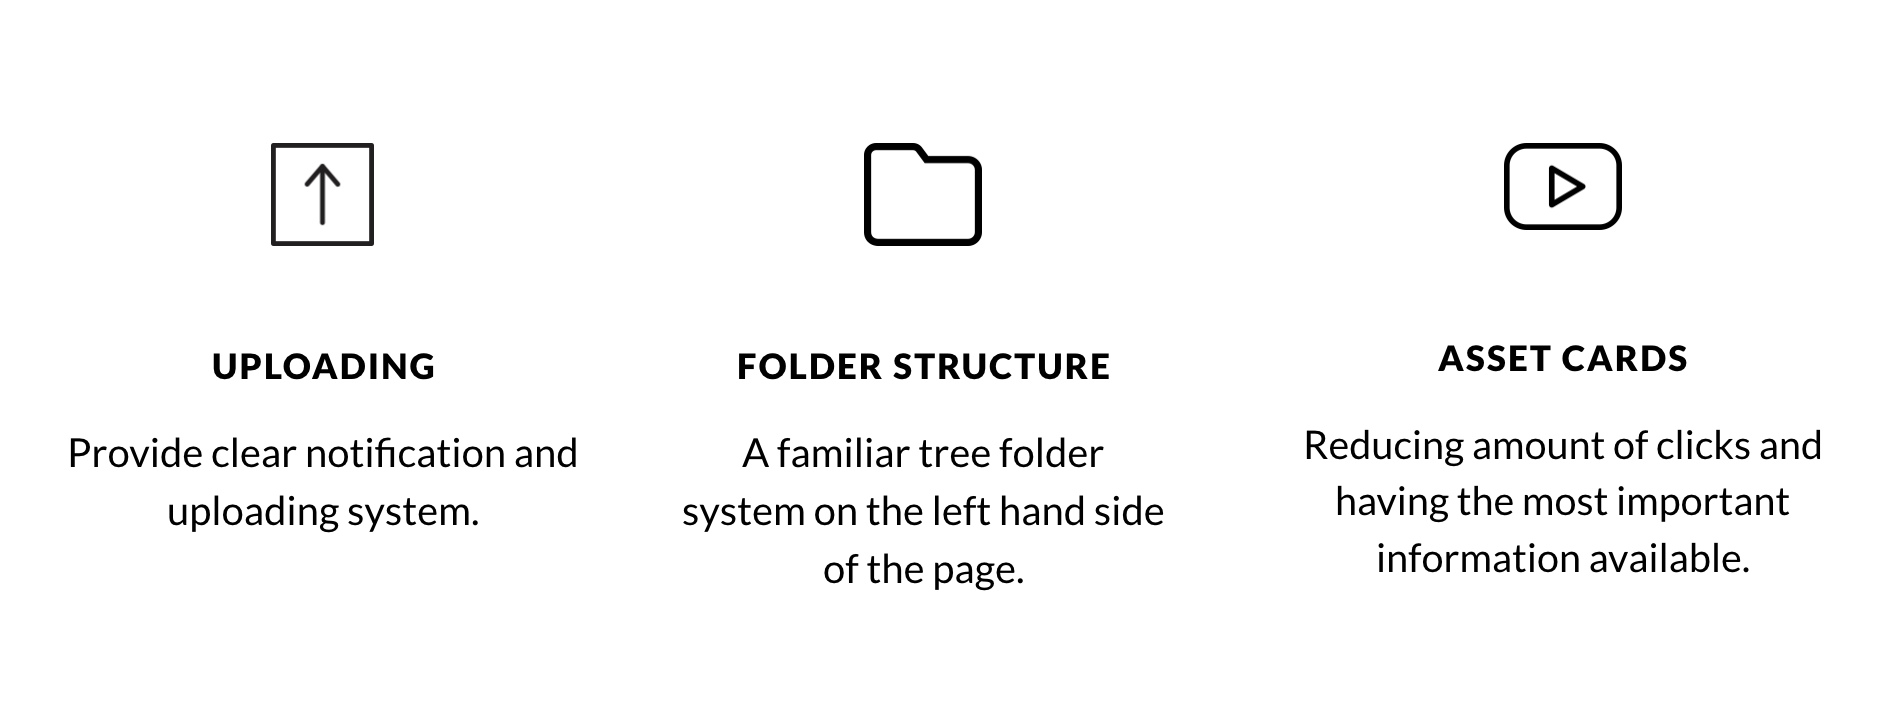 UPLOADING
Provide clear notification and
uploading system.
FOLDER STRUCTURE
A familiar tree folder
system on the left hand side
of the page.
ASSET CARDS
Reducing amount of clicks and
having the most important
information available.